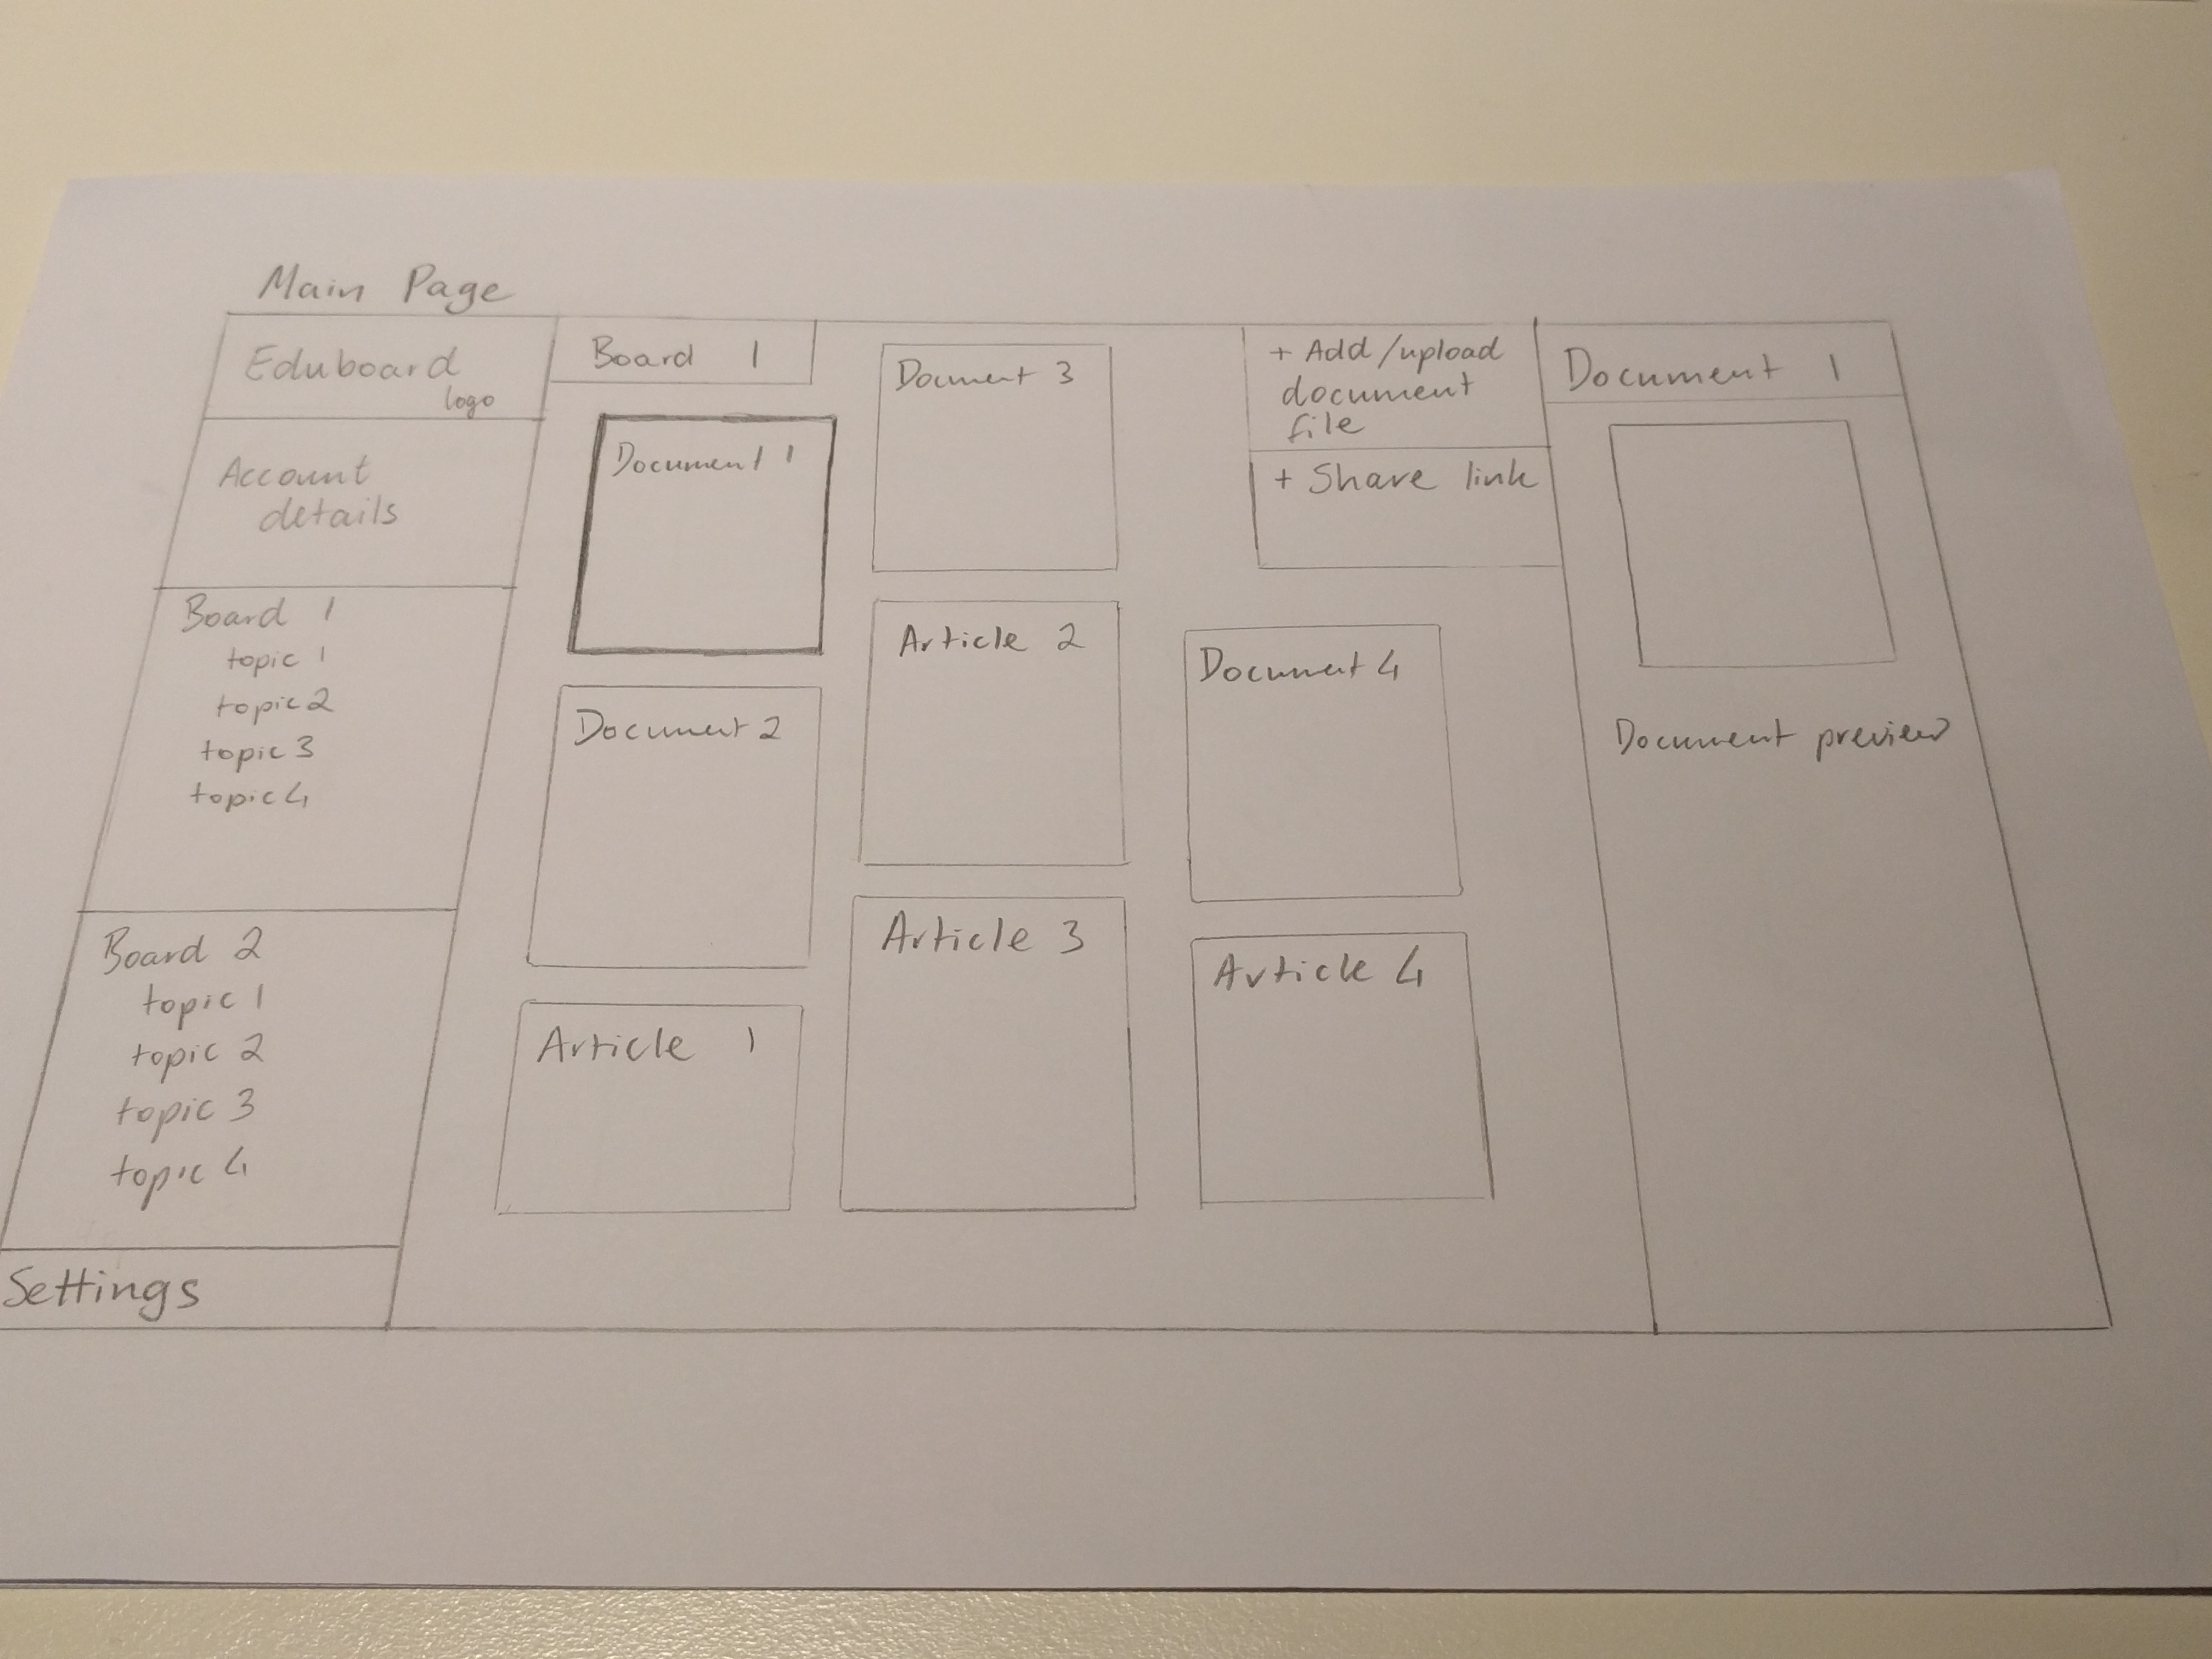 Main Page
Eduboard
logo
Account
details
Board 1
topic 1
topic 2
topic 3
topic 4
Board 2
topic 1
topic 2
topic 3
topic 4
Settings
Board 1
Document 1
Document 2
Article 1
Document 3
Article 2
Article 3
+ Add/upload
document
file
+ Share link
Document 4
Article 4
Document 1
Document preview